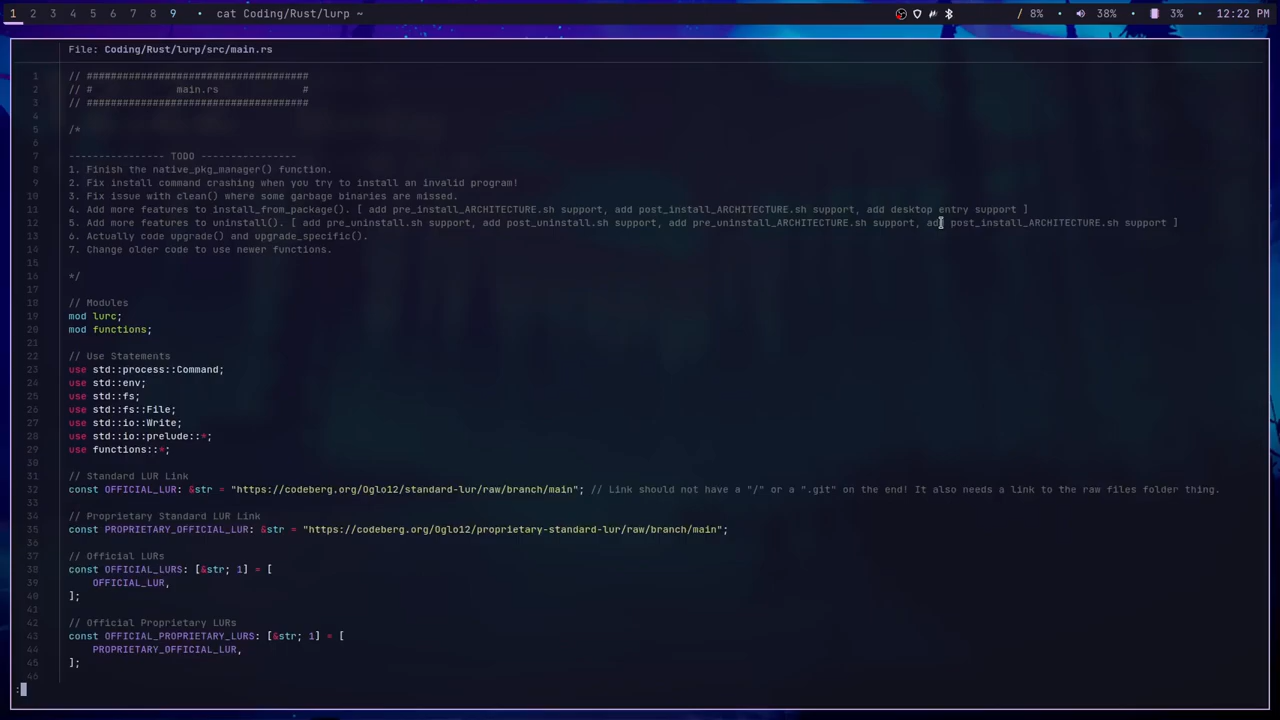 1 2 3 4 5 6 7 8 9 • cat Coding/Rust/lurp ~ / 8% • 38% • 3% • 12:22 PM
File: Coding/Rust/lurp/src/main.rs
1 // #####################################
2 // # main.rs #
3 // #####################################
4
5 /*
6
7 ---------------- TODO ----------------
8 1. Finish the native_pkg_manager() function.
9 2. Fix install command crashing when you try to install an invalid program!
10 3. Fix issue with clean() where some garbage binaries are missed.
11 4. Add more features to install_from_package(). [ add pre_install_ARCHITECTURE.sh support, add post_install_ARCHITECTURE.sh support, add desktop entry support ]
12 5. Add more features to uninstall(). [ add pre_uninstall.sh support, add post_uninstall.sh support, add pre_uninstall_ARCHITECTURE.sh support, add post_uninstall_ARCHITECTURE.sh support ]
13 6. Actually code upgrade() and upgrade_specific().
14 7. Change older code to use newer functions.
15
16 */
17
18 // Modules
19 mod lurc;
20 mod functions;
21
22 // Use Statements
23 use std::process::Command;
24 use std::env;
25 use std::fs;
26 use std::fs::File;
27 use std::io::Write;
28 use std::io::prelude::*;
29 use functions::*;
30
31 // Standard LUR Link
32 const OFFICIAL_LUR: &str = "https://codeberg.org/Oglo12/standard-lur/raw/branch/main"; // Link should not have a "/" or a ".git" on the end! It also needs a link to the raw files folder thing.
33
34 // Proprietary Standard LUR Link
35 const PROPRIETARY_OFFICIAL_LUR: &str = "https://codeberg.org/Oglo12/proprietary-standard-lur/raw/branch/main";
36
37 // Official LURs
38 const OFFICIAL_LURS: [&str; 1] = [
39 OFFICIAL_LUR,
40 ];
41
42 // Official Proprietary LURs
43 const OFFICIAL_PROPRIETARY_LURS: [&str; 1] = [
44 PROPRIETARY_OFFICIAL_LUR,
45 ];
46
: